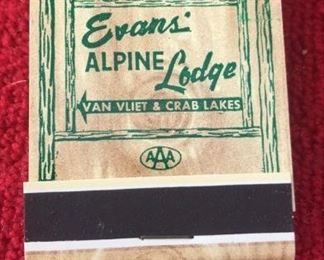 Evans'
ALPINE Lodge
VAN VLIET & CRAB LAKES
AAA